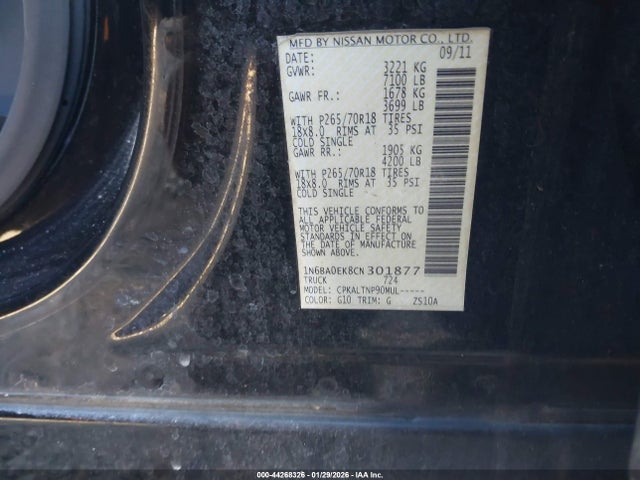 MFD BY NISSAN MOTOR CO., LTD.
DATE: 09/11
GVWR: 3221 KG
7100 LB
GAWR FR.: 1678 KG
3699 LB
WITH P265/70R18 TIRES
18X8.0 RIMS AT 35 PSI
COLD SINGLE
GAWR RR.: 1905 KG
4200 LB
WITH P265/70R18 TIRES
18X8.0 RIMS AT 35 PSI
COLD SINGLE
THIS VEHICLE CONFORMS TO
ALL APPLICABLE FEDERAL
MOTOR VEHICLE SAFETY
STANDARDS IN EFFECT ON
THE DATE OF MANUFACTURE
SHOWN ABOVE.
1N6BA0EK8CN301877
TRUCK 724
MODEL: CPKALTNP90MUL-----
COLOR: G10 TRIM: G ZS10A
000-44268326 - 01/29/2026 - IAA Inc.